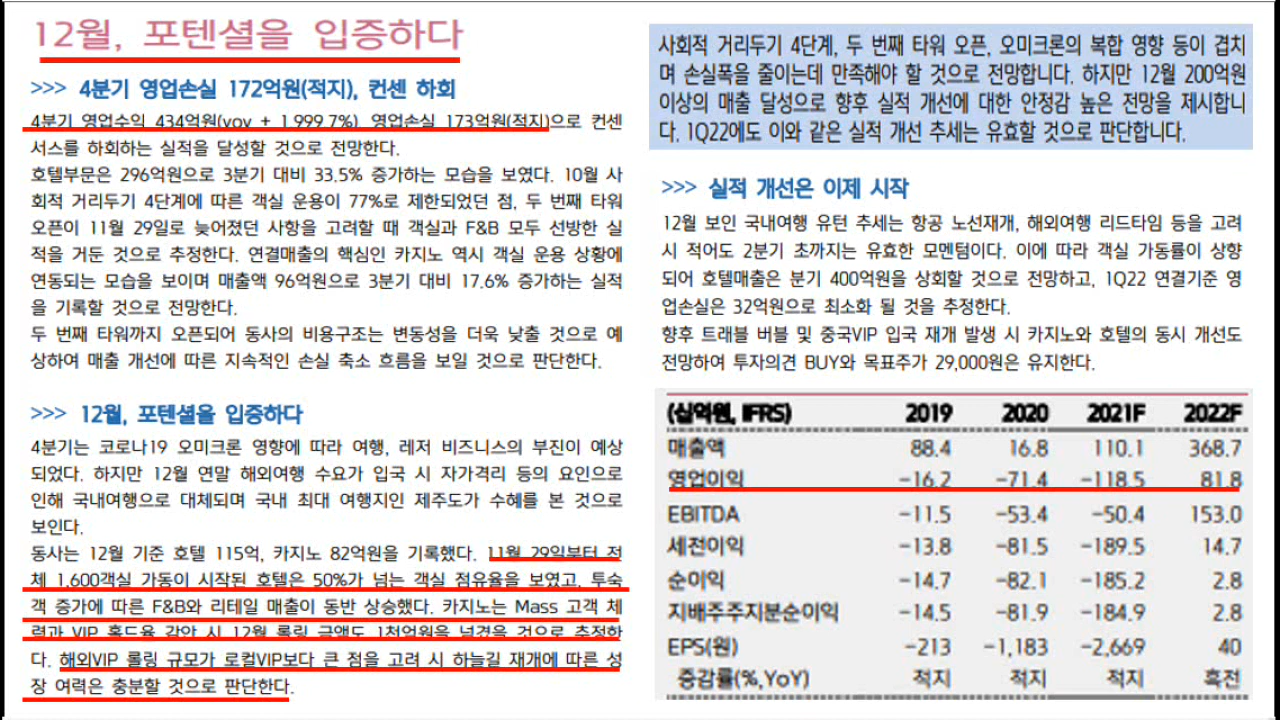 12월, 포텐셜을 입증하다
>>> 4분기 영업손실 172억원(적지), 컨센 하회
4분기 영업수익 434억원(yoy + 1,999.7%), 영업손실 173억원(적지)으로 컨센
서스를 하회하는 실적을 달성할 것으로 전망한다.
호텔부문은 296억원으로 3분기 대비 33.5% 증가하는 모습을 보였다. 10월 사
회적 거리두기 4단계에 따른 객실 운용이 77%로 제한되었던 점, 두 번째 타워
오픈이 11월 29일로 늦어졌던 사항을 고려할 때 객실과 F&B 모두 선방한 실
적을 거둔 것으로 추정한다. 연결매출의 핵심인 카지노 역시 객실 운용 상황에
연동되는 모습을 보이며 매출액 96억원으로 3분기 대비 17.6% 증가하는 실적
을 기록할 것으로 전망한다.
두 번째 타워까지 오픈되어 동사의 비용구조는 변동성을 더욱 낮출 것으로 예
상하여 매출 개선에 따른 지속적인 손실 축소 흐름을 보일 것으로 판단한다.
>>> 12월, 포텐셜을 입증하다
4분기는 코로나19 오미크론 영향에 따라 여행, 레저 비즈니스의 부진이 예상
되었다. 하지만 12월 연말 해외여행 수요가 입국 시 자가격리 등의 요인으로
인해 국내여행으로 대체되며 국내 최대 여행지인 제주도가 수혜를 본 것으로
보인다.
동사는 12월 기준 호텔 115억, 카지노 82억원을 기록했다. 11월 29일부터 전
체 1,600객실 가동이 시작된 호텔은 50%가 넘는 객실 점유율을 보였고, 투숙
객 증가에 따른 F&B와 리테일 매출이 동반 상승했다. 카지노는 Mass 고객 체
력과 VIP 홀드율 감안 시 12월 롤링 금액도 1천억원을 넘겼을 것으로 추정한
다. 해외VIP 롤링 규모가 로컬VIP보다 큰 점을 고려 시 하늘길 재개에 따른 성
장 여력은 충분할 것으로 판단한다.
사회적 거리두기 4단계, 두 번째 타워 오픈, 오미크론의 복합 영향 등이 겹치
며 손실폭을 줄이는데 만족해야 할 것으로 전망합니다. 하지만 12월 200억원
이상의 매출 달성으로 향후 실적 개선에 대한 안정감 높은 전망을 제시합니
다. 1Q22에도 이와 같은 실적 개선 추세는 유효할 것으로 판단합니다.
>>> 실적 개선은 이제 시작
12월 보인 국내여행 유턴 추세는 항공 노선재개, 해외여행 리드타임 등을 고려
시 적어도 2분기 초까지는 유효한 모멘텀이다. 이에 따라 객실 가동률이 상향
되어 호텔매출은 분기 400억원을 상회할 것으로 전망하고, 1Q22 연결기준 영
업손실은 32억원으로 최소화 될 것을 추정한다.
향후 트래블 버블 및 중국VIP 입국 재개 발생 시 카지노와 호텔의 동시 개선도
전망하여 투자의견 BUY와 목표주가 29,000원은 유지한다.
(십억원, IFRS) 2019 2020 2021F 2022F
매출액 88.4 16.8 110.1 368.7
영업이익 -16.2 -71.4 -118.5 81.8
EBITDA -11.5 -53.4 -50.4 153.0
세전이익 -13.8 -81.5 -189.5 14.7
순이익 -14.7 -82.1 -185.2 2.8
지배주주지분순이익 -14.5 -81.9 -184.9 2.8
EPS(원) -213 -1,183 -2,669 40
증감률(%,YoY) 적지 적지 적지 흑전